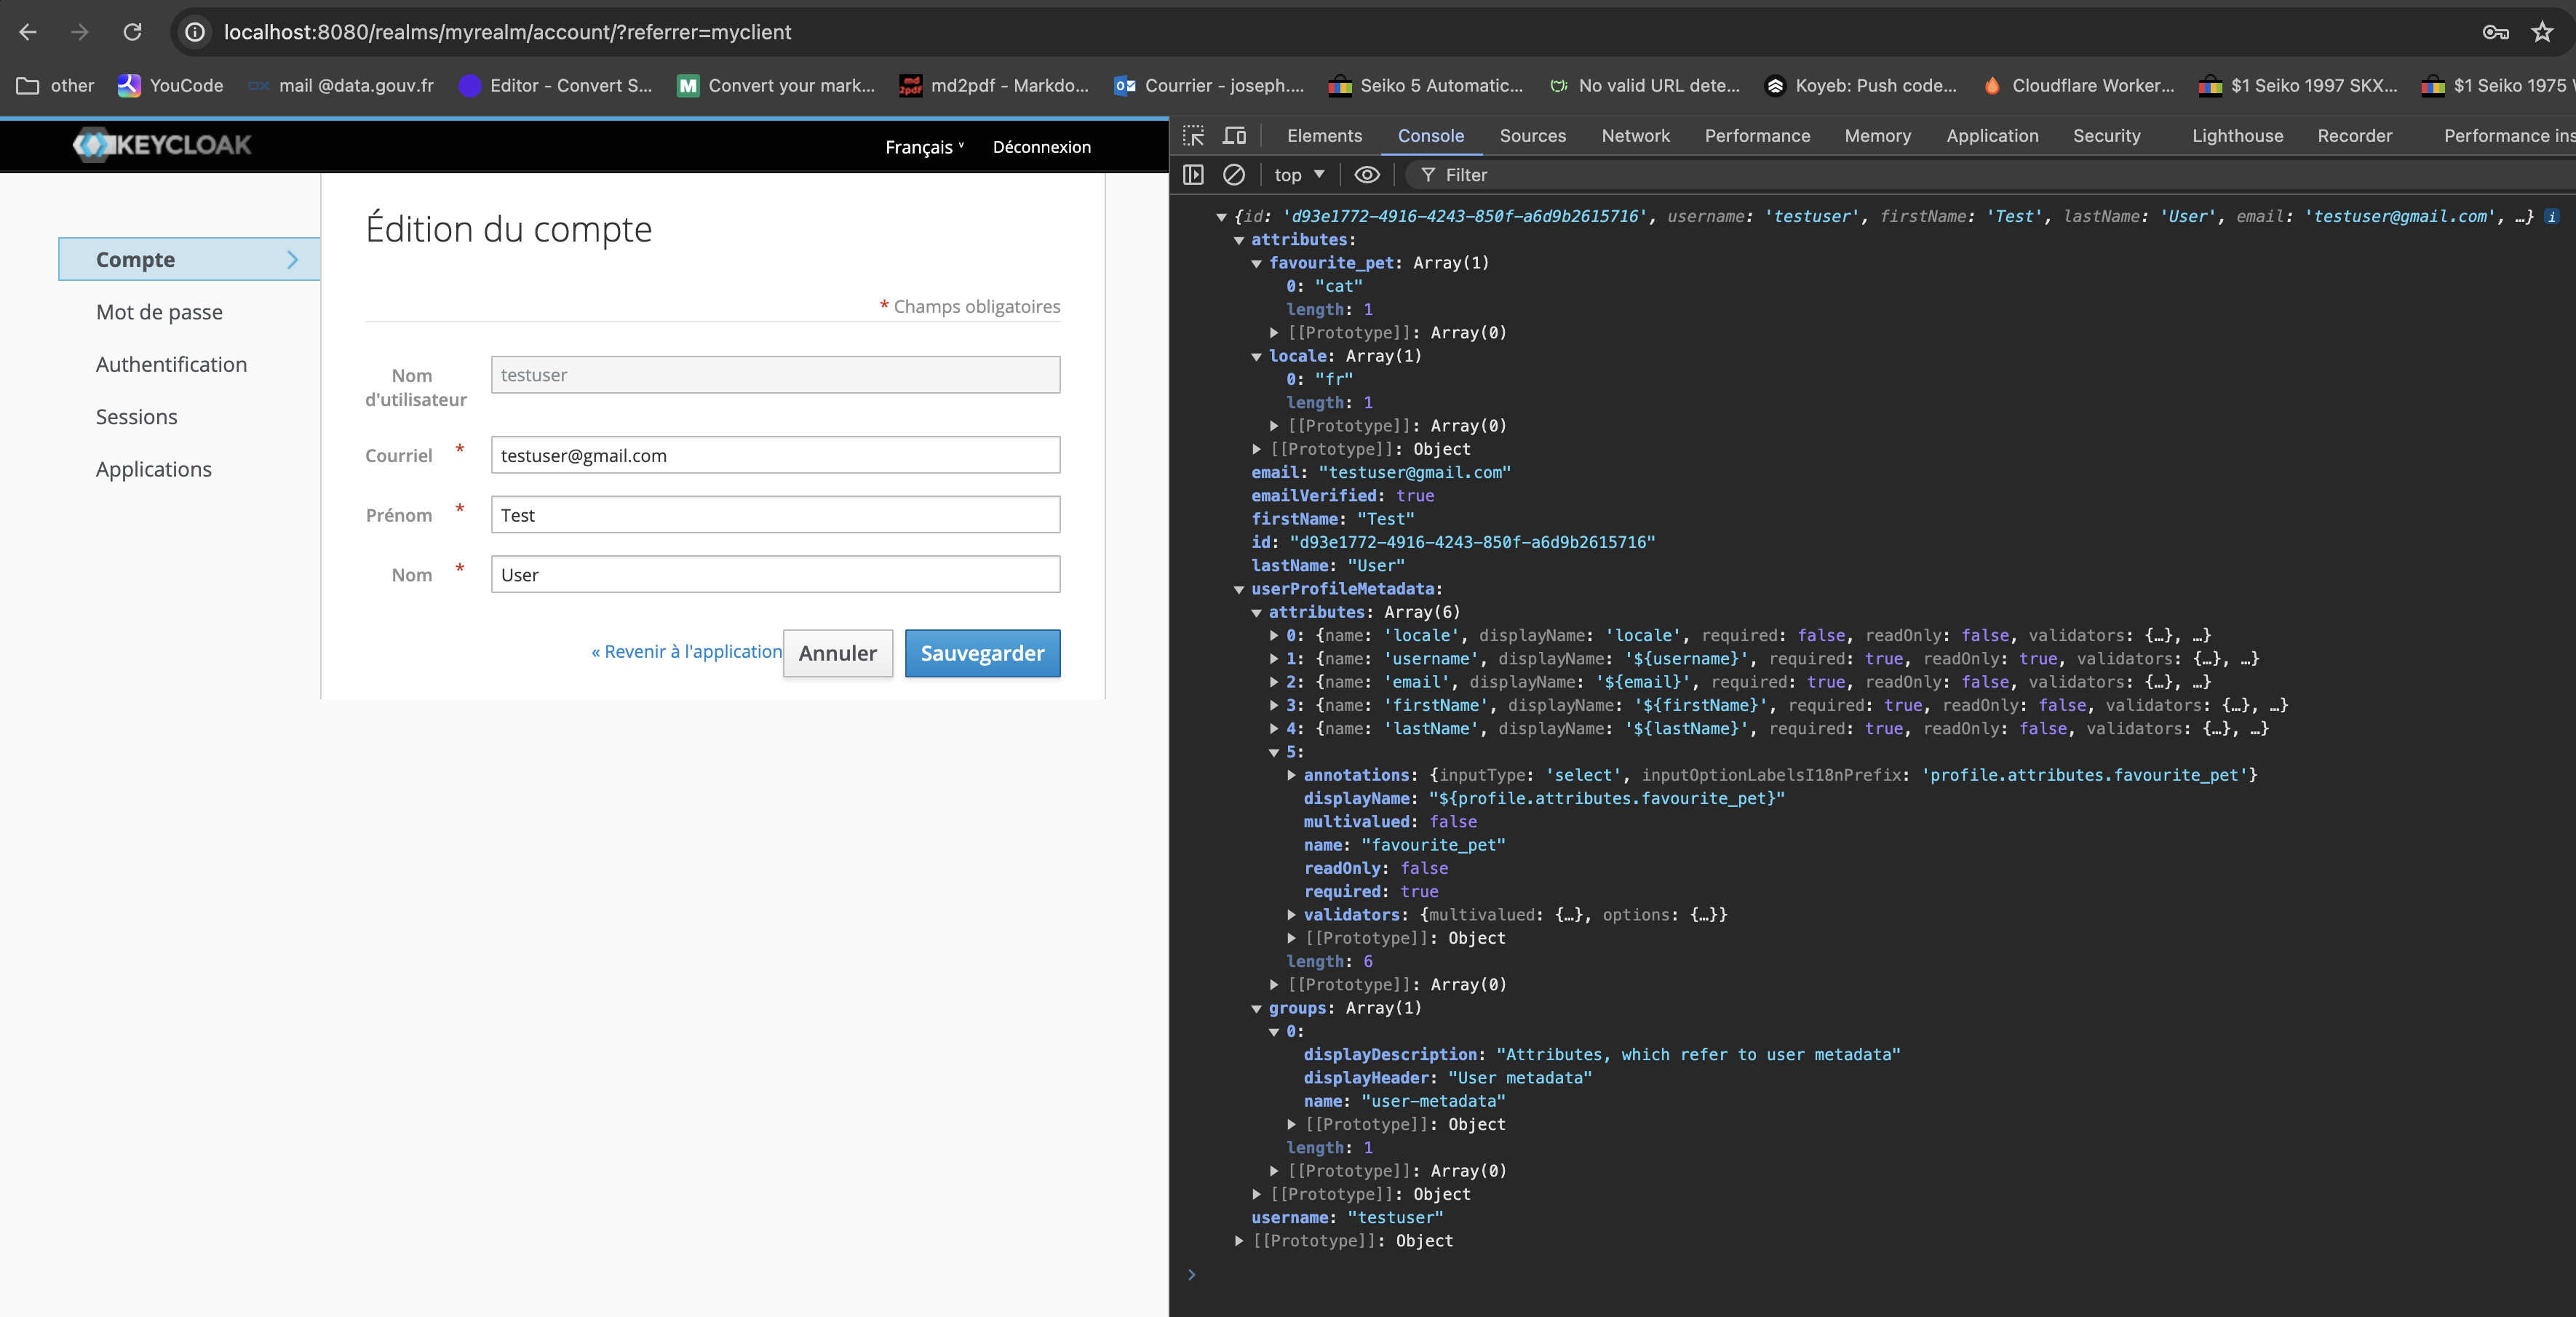 localhost:8080/realms/myrealm/account/?referrer=myclient
other YouCode mail @data.gouv.fr Editor - Convert S... Convert your mark... md2pdf - Markdo... Courrier - joseph.... Seiko 5 Automatic... No valid URL dete... Koyeb: Push code... Cloudflare Worker... $1 Seiko 1997 SKX... $1 Seiko 1975
KEYCLOAK
Français Déconnexion
Compte
Mot de passe
Authentification
Sessions
Applications
Édition du compte
* Champs obligatoires
Nom d'utilisateur
testuser
Courriel *
testuser@gmail.com
Prénom *
Test
Nom *
User
« Revenir à l'application
Annuler
Sauvegarder
Elements Console Sources Network Performance Memory Application Security Lighthouse Recorder Performance ins
top Filter
{id: 'd93e1772-4916-4243-850f-a6d9b2615716', username: 'testuser', firstName: 'Test', lastName: 'User', email: 'testuser@gmail.com', …} i
attributes:
favourite_pet: Array(1)
0: "cat"
length: 1
[[Prototype]]: Array(0)
locale: Array(1)
0: "fr"
length: 1
[[Prototype]]: Array(0)
[[Prototype]]: Object
email: "testuser@gmail.com"
emailVerified: true
firstName: "Test"
id: "d93e1772-4916-4243-850f-a6d9b2615716"
lastName: "User"
userProfileMetadata:
attributes: Array(6)
0: {name: 'locale', displayName: 'locale', required: false, readOnly: false, validators: {…}, …}
1: {name: 'username', displayName: '${username}', required: true, readOnly: true, validators: {…}, …}
2: {name: 'email', displayName: '${email}', required: true, readOnly: false, validators: {…}, …}
3: {name: 'firstName', displayName: '${firstName}', required: true, readOnly: false, validators: {…}, …}
4: {name: 'lastName', displayName: '${lastName}', required: true, readOnly: false, validators: {…}, …}
5:
annotations: {inputType: 'select', inputOptionLabelsI18nPrefix: 'profile.attributes.favourite_pet'}
displayName: "${profile.attributes.favourite_pet}"
multivalued: false
name: "favourite_pet"
readOnly: false
required: true
validators: {multivalued: {…}, options: {…}}
[[Prototype]]: Object
length: 6
[[Prototype]]: Array(0)
groups: Array(1)
0:
displayDescription: "Attributes, which refer to user metadata"
displayHeader: "User metadata"
name: "user-metadata"
[[Prototype]]: Object
length: 1
[[Prototype]]: Array(0)
[[Prototype]]: Object
username: "testuser"
[[Prototype]]: Object